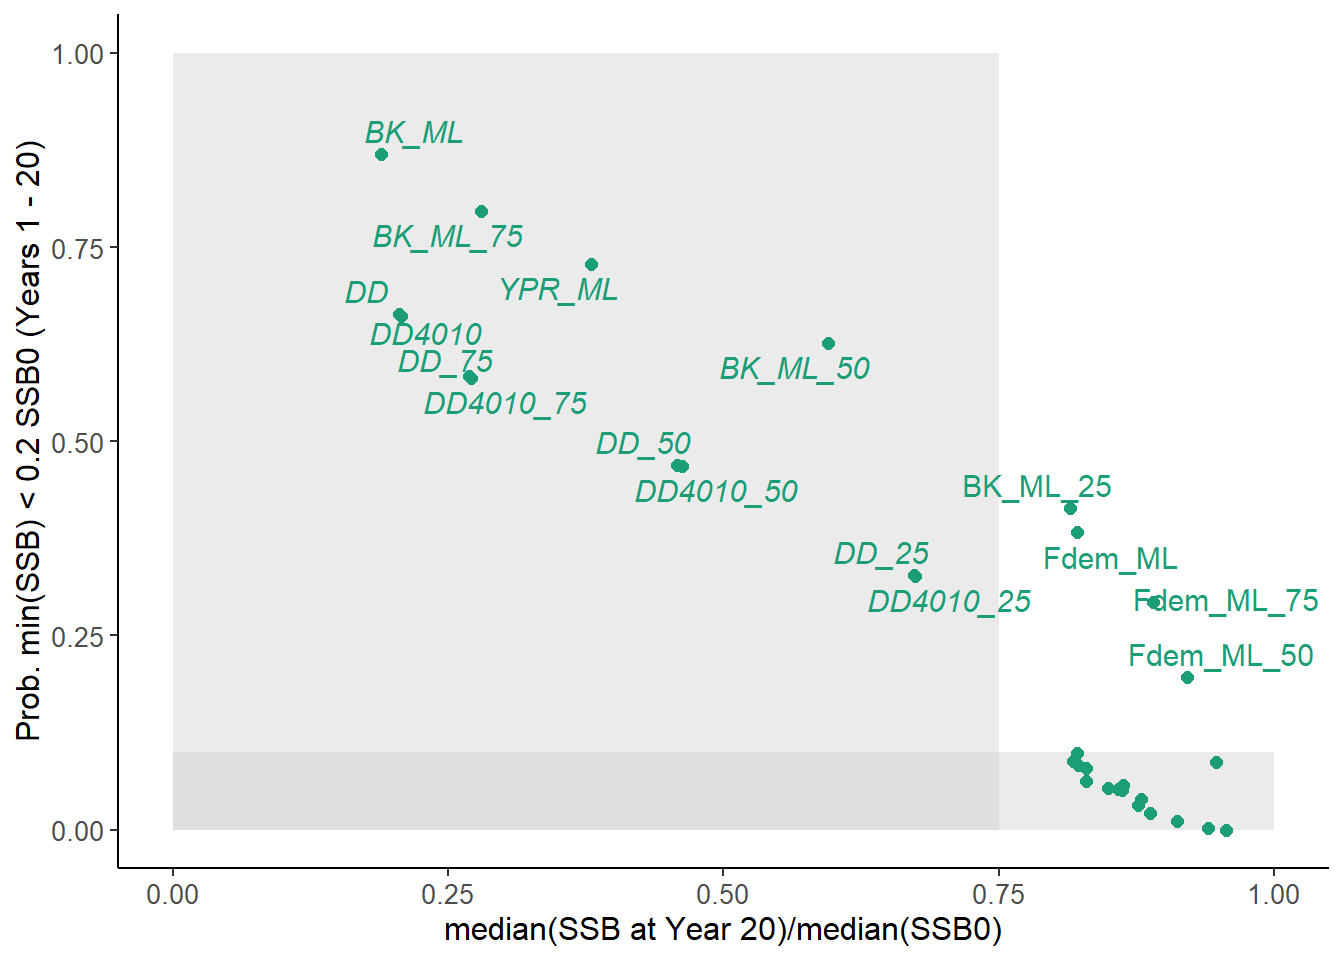 1.00
0.75
0.50
0.25
0.00
Prob. min(SSB) < 0.2 SSB0 (Years 1 - 20)
BK_ML
BK_ML_75
YPR_ML
DD
DD4010
DD_75
DD4010_75
BK_ML_50
DD_50
DD4010_50
BK_ML_25
DD_25
DD4010_25
Fdem_ML
Fdem_ML_75
Fdem_ML_50
0.00 0.25 0.50 0.75 1.00
median(SSB at Year 20)/median(SSB0)